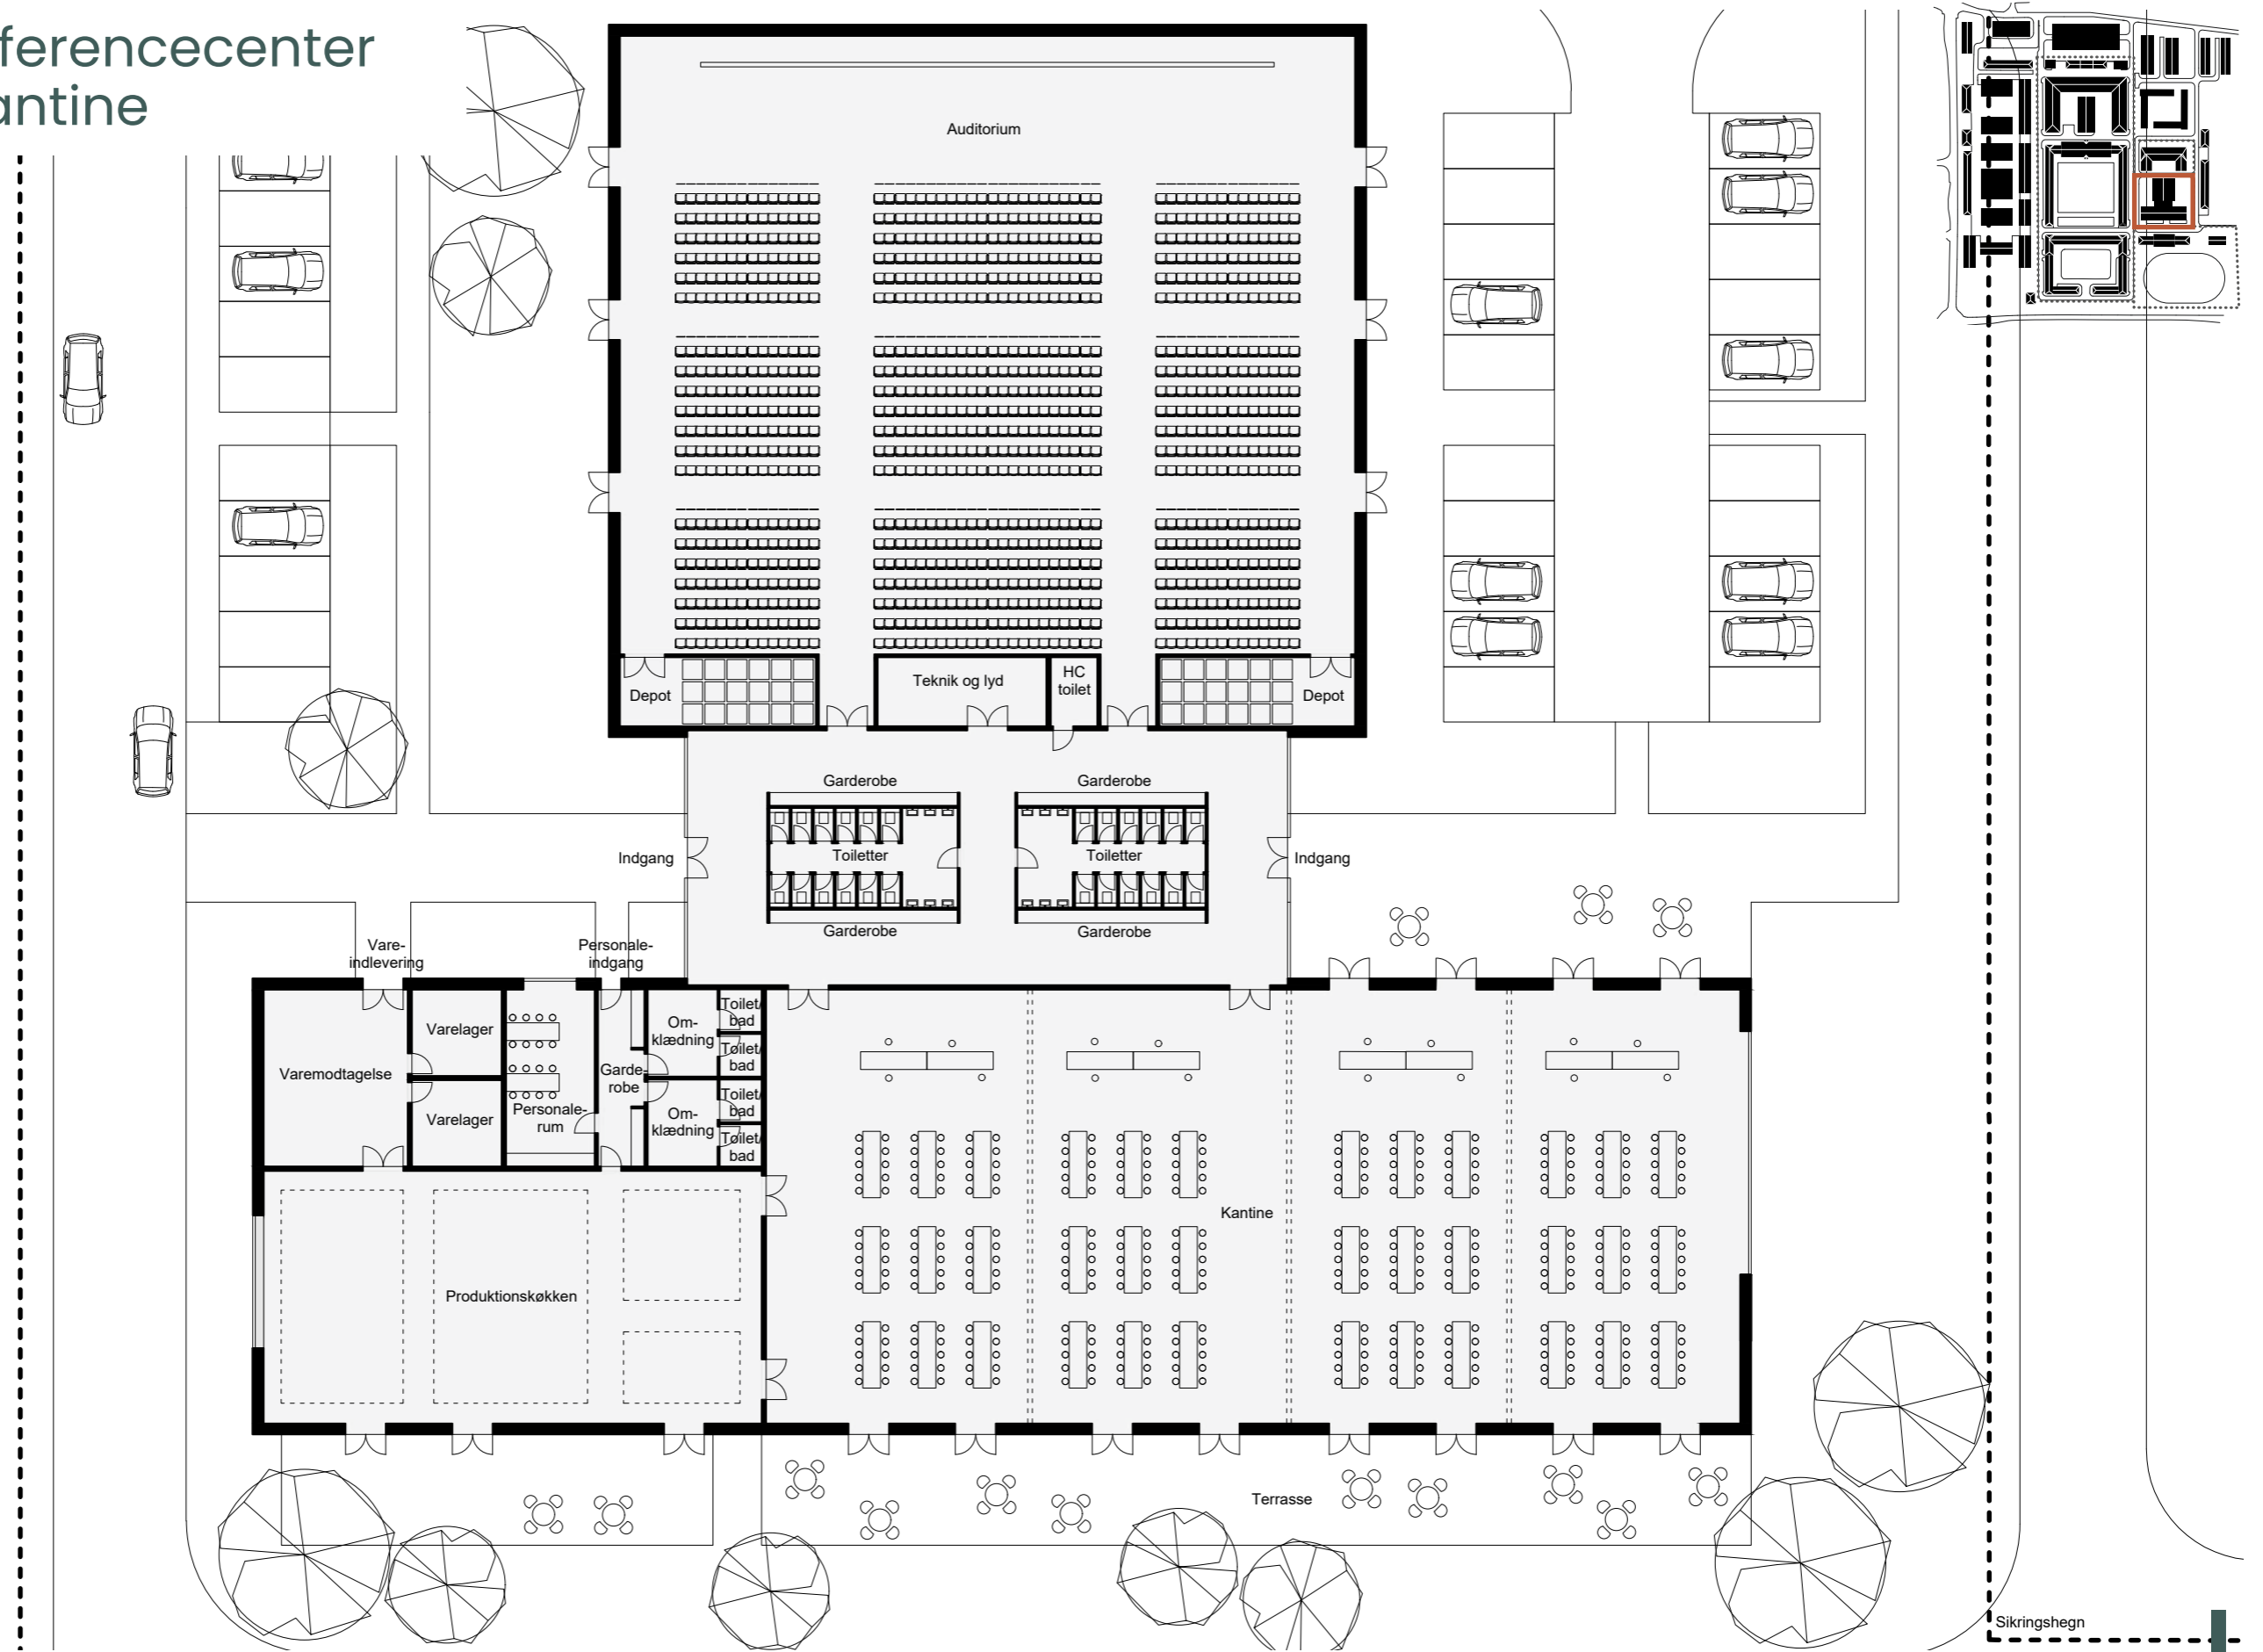 ferencecenter
antine
Auditorium
Depot
Teknik og lyd
HC
toilet
Depot
Garderobe
Garderobe
Indgang
Toiletter
Toiletter
Indgang
Garderobe
Garderobe
Vare-
indlevering
Personale-
indgang
Varemodtagelse
Varelager
Varelager
Personale-
rum
Garde-
robe
Om-
klædning
Om-
klædning
Toilet/
bad
Toilet/
bad
Toilet/
bad
Toilet/
bad
Kantine
Produktionskøkken
Terrasse
Sikringshegn